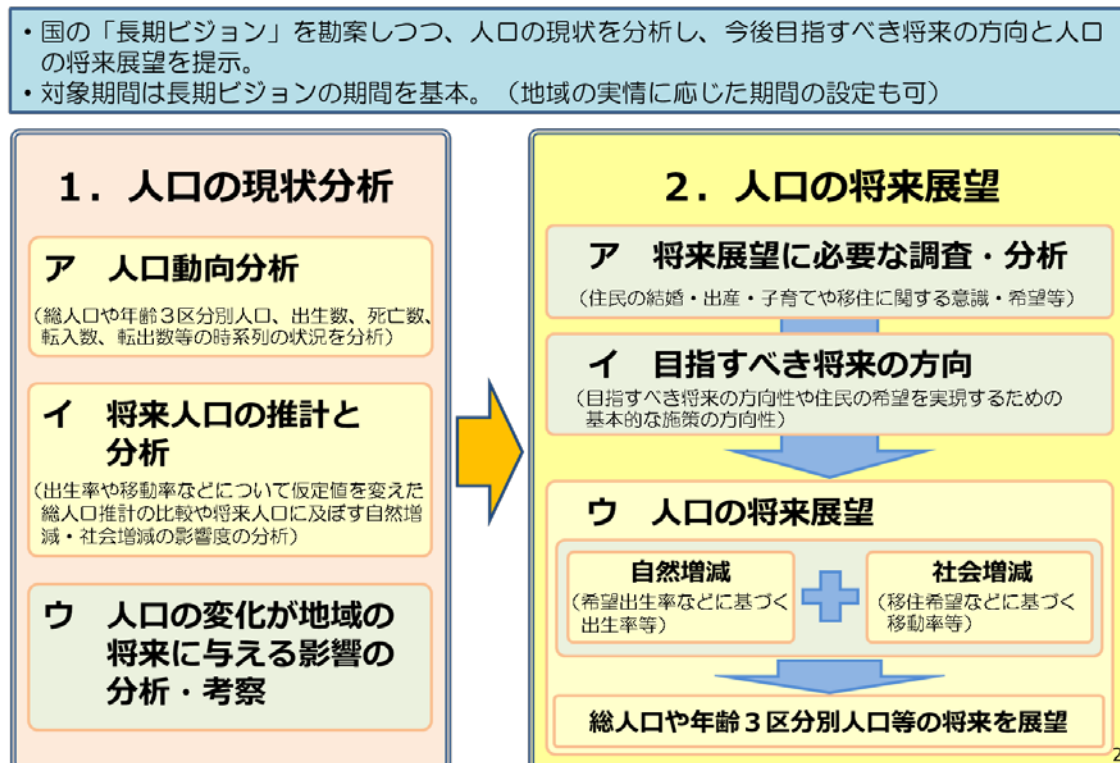 ・国の「長期ビジョン」を勘案しつつ、人口の現状を分析し、今後目指すべき将来の方向と人口
の将来展望を提示。
・対象期間は長期ビジョンの期間を基本。（地域の実情に応じた期間の設定も可）
１．人口の現状分析
ア　人口動向分析
（総人口や年齢３区分別人口、出生数、死亡数、
転入数、転出数等の時系列の状況を分析）
イ　将来人口の推計と
分析
（出生率や移動率などについて仮定値を変えた
総人口推計の比較や将来人口に及ぼす自然増
減・社会増減の影響度の分析）
ウ　人口の変化が地域の
将来に与える影響の
分析・考察
２．人口の将来展望
ア　将来展望に必要な調査・分析
（住民の結婚・出産・子育てや移住に関する意識・希望等）
イ　目指すべき将来の方向
（目指すべき将来の方向性や住民の希望を実現するための
基本的な施策の方向性）
ウ　人口の将来展望
自然増減
（希望出生率などに基づく
出生率等）
社会増減
（移住希望などに基づく
移動率等）
総人口や年齢３区分別人口等の将来を展望
2